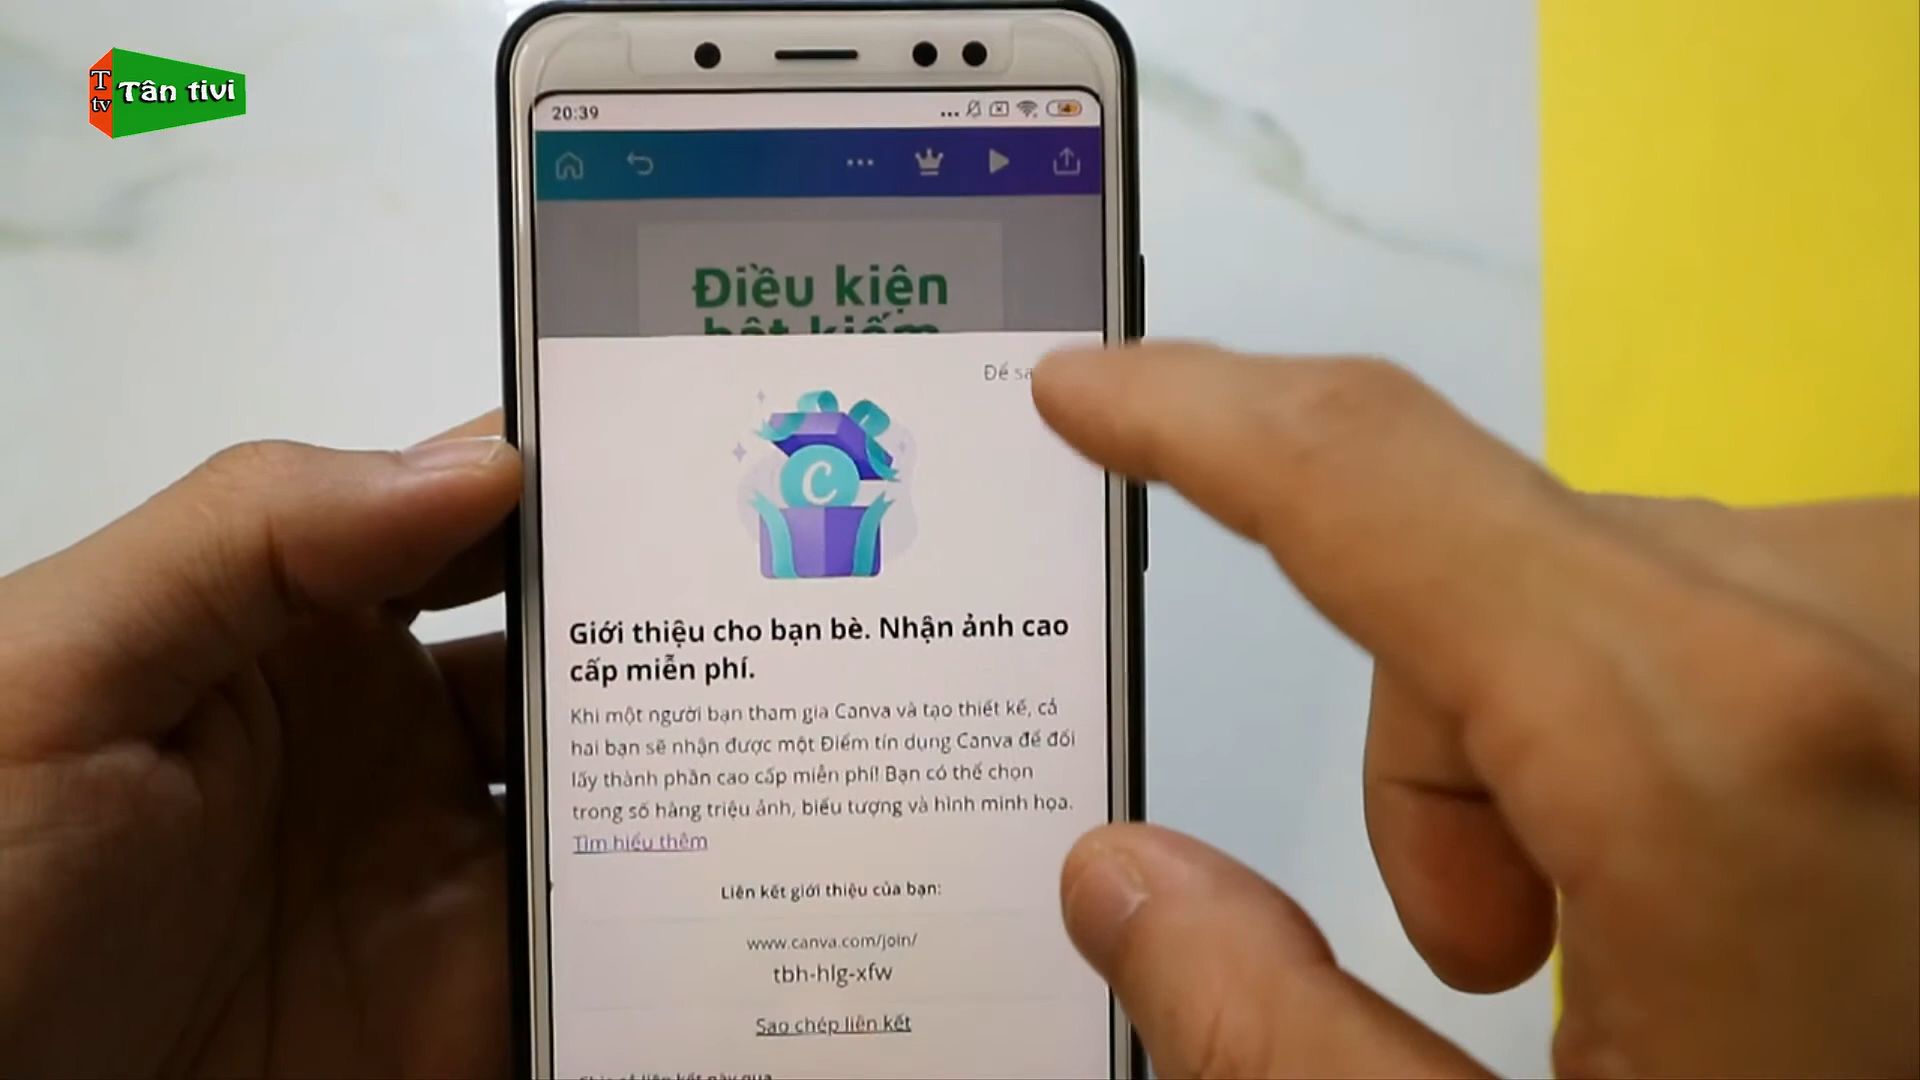 T
tv
Tân tivi
20:39
Điều kiện
C
Giới thiệu cho bạn bè. Nhận ảnh cao
cấp miễn phí.
Khi một người bạn tham gia Canva và tạo thiết kế, cả
hai bạn sẽ nhận được một Điểm tín dụng Canva để đổi
lấy thành phần cao cấp miễn phí! Bạn có thể chọn
trong số hàng triệu ảnh, biểu tượng và hình minh họa.
Tìm hiểu thêm
Liên kết giới thiệu của bạn:
www.canva.com/join/
tbh-hlg-xfw
Sao chép liên kết